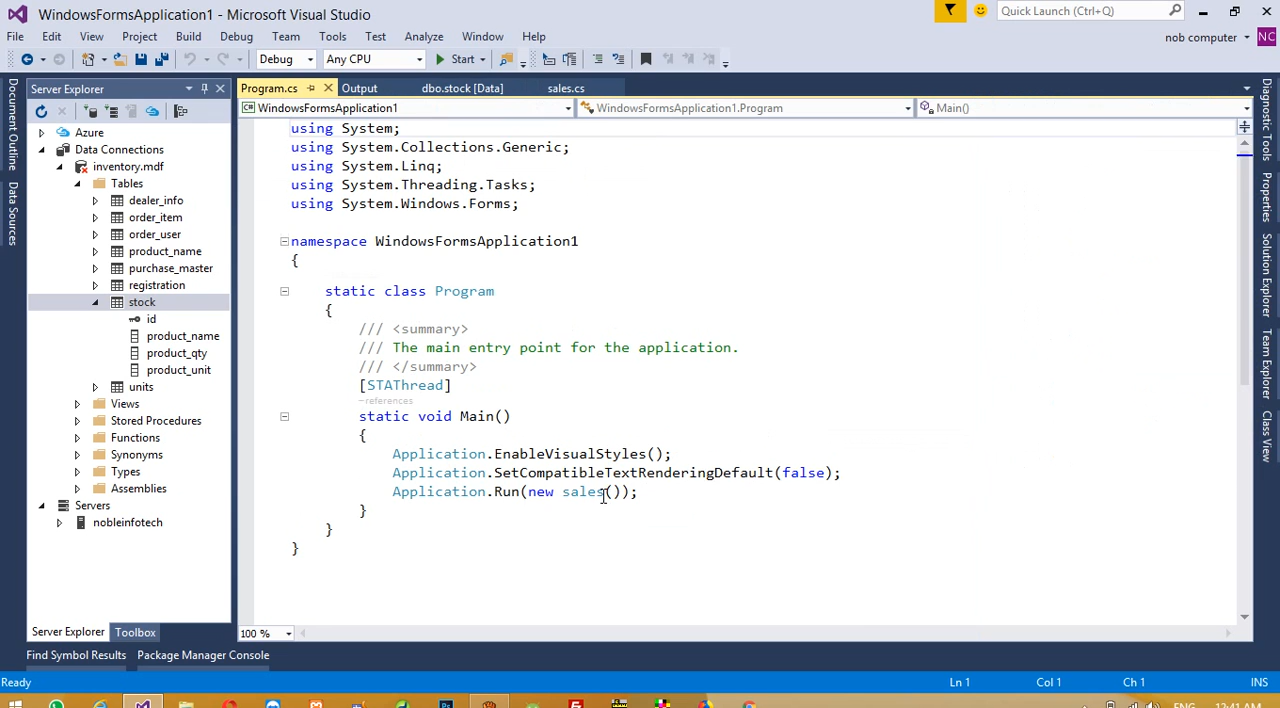 WindowsFormsApplication1 - Microsoft Visual Studio
Quick Launch (Ctrl+Q)
File Edit View Project Build Debug Team Tools Test Analyze Window Help
nob computer NC
Debug Any CPU Start
Server Explorer
Program.cs Output dbo.stock [Data] sales.cs
WindowsFormsApplication1 WindowsFormsApplication1.Program Main()
Document Outline
Data Sources
Azure
Data Connections
inventory.mdf
Tables
dealer_info
order_item
order_user
product_name
purchase_master
registration
stock
id
product_name
product_qty
product_unit
units
Views
Stored Procedures
Functions
Synonyms
Types
Assemblies
Servers
nobleinfotech
Server Explorer Toolbox
using System;
using System.Collections.Generic;
using System.Linq;
using System.Threading.Tasks;
using System.Windows.Forms;
namespace WindowsFormsApplication1
{
static class Program
{
/// <summary>
/// The main entry point for the application.
/// </summary>
[STAThread]
-references
static void Main()
{
Application.EnableVisualStyles();
Application.SetCompatibleTextRenderingDefault(false);
Application.Run(new sales());
}
}
}
100 %
Diagnostic Tools
Properties
Solution Explorer
Team Explorer
Class View
Find Symbol Results Package Manager Console
Ready Ln 1 Col 1 Ch 1 INS
ENG 12:41 AM